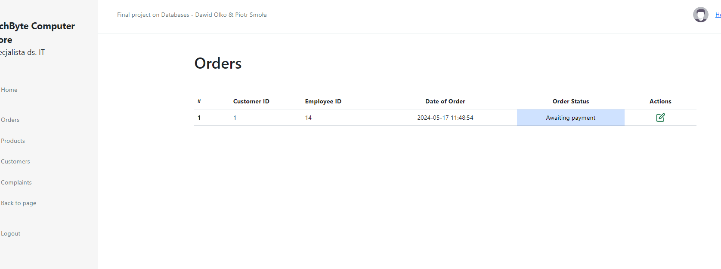 Final project on Databases - Dawid Olko & Piotr Smoła
He
chByte Computer
ore
ecjalista ds. IT
Home
Orders
Products
Customers
Complaints
Back to page
Logout
Orders
# Customer ID Employee ID Date of Order Order Status Actions
1 1 14 2024-05-17 11:48:54 Awaiting payment